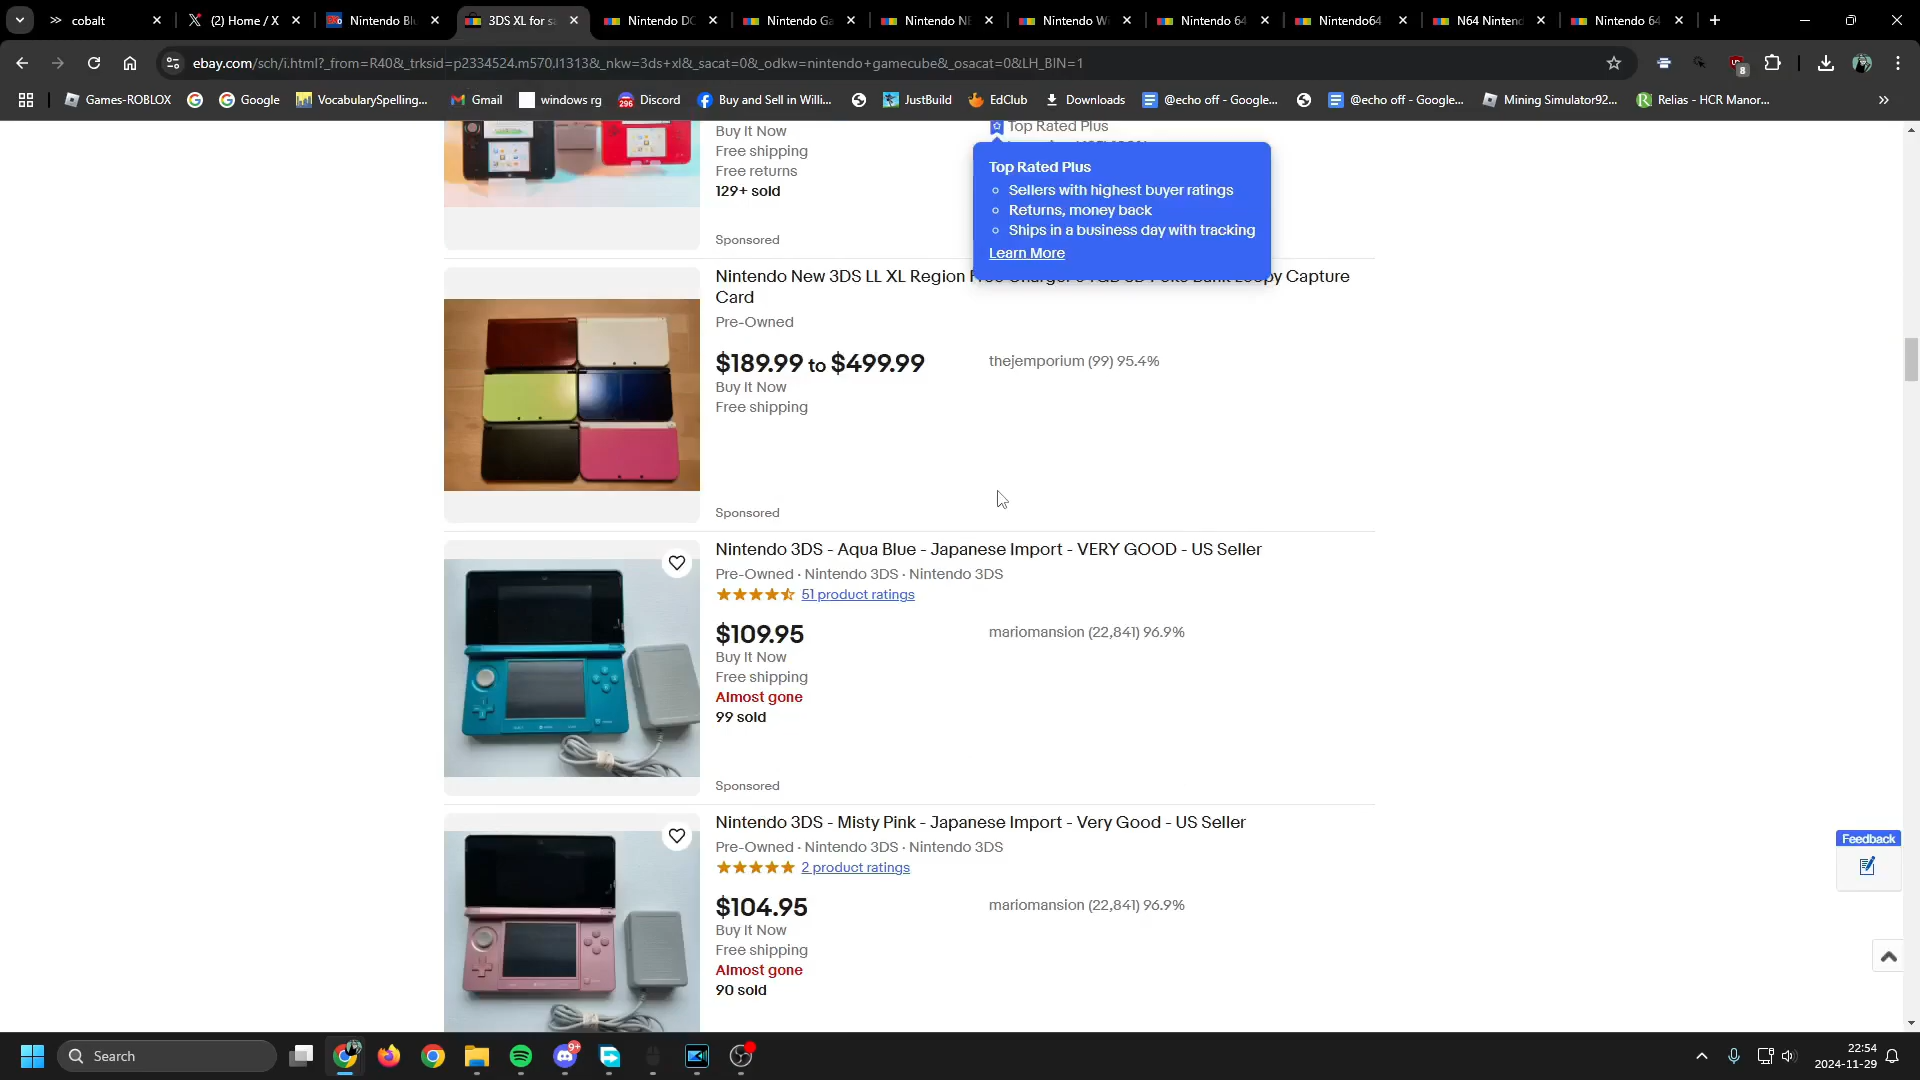 cobalt
(2) Home / X
Nintendo Blu
3DS XL for sa
Nintendo DC
Nintendo Ga
Nintendo NE
Nintendo Wi
Nintendo 64
Nintendo64
N64 Nintend
Nintendo 64
ebay.com/sch/i.html?_from=R40&_trksid=p2334524.m570.l1313&_nkw=3ds+xl&_sacat=0&_odkw=nintendo+gamecube&_osacat=0&LH_BIN=1
8
Games-ROBLOX
Google
VocabularySpelling...
Gmail
windows rg
296
Discord
Buy and Sell in Willi...
JustBuild
EdClub
Downloads
@echo off - Google...
@echo off - Google...
Mining Simulator92...
Relias - HCR Manor...
Buy It Now
Free shipping
Free returns
129+ sold
Sponsored
Top Rated Plus
Top Rated Plus
Sellers with highest buyer ratings
Returns, money back
Ships in a business day with tracking
Learn More
Nintendo New 3DS LL XL Region Capture
Card
Pre-Owned
$189.99 to $499.99
thejemporium (99) 95.4%
Buy It Now
Free shipping
Sponsored
Nintendo 3DS - Aqua Blue - Japanese Import - VERY GOOD - US Seller
Pre-Owned · Nintendo 3DS · Nintendo 3DS
51 product ratings
$109.95
mariomansion (22,841) 96.9%
Buy It Now
Free shipping
Almost gone
99 sold
Sponsored
Nintendo 3DS - Misty Pink - Japanese Import - Very Good - US Seller
Pre-Owned · Nintendo 3DS · Nintendo 3DS
2 product ratings
$104.95
mariomansion (22,841) 96.9%
Buy It Now
Free shipping
Almost gone
90 sold
Feedback
Search
9+
22:54
2024-11-29